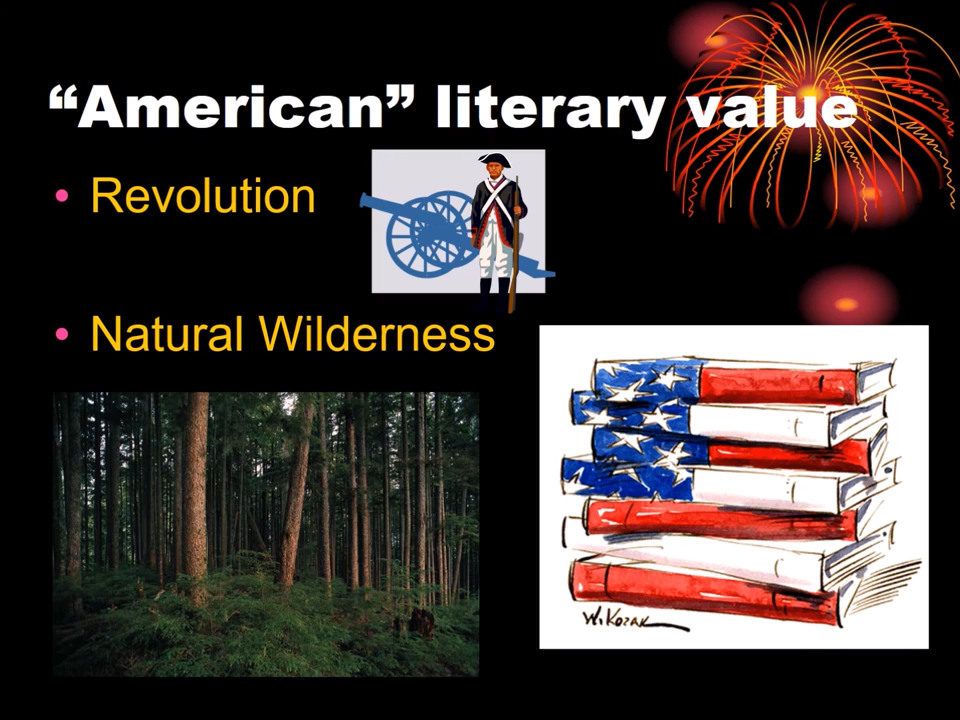 “American” literary value
• Revolution
• Natural Wilderness
W. Kozak